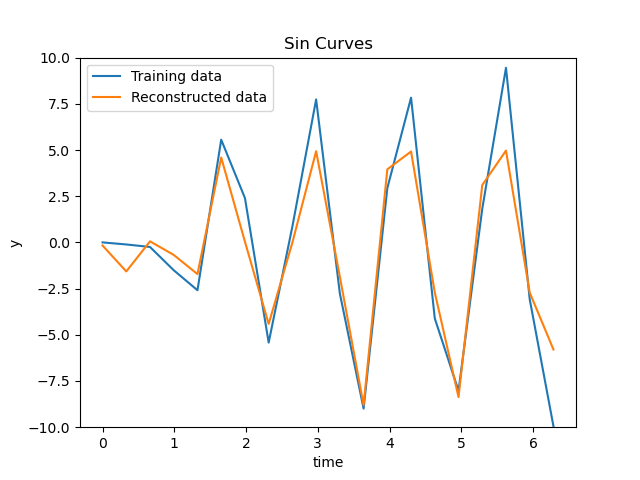 Sin Curves
Training data
Reconstructed data
10.0
7.5
5.0
2.5
0.0
−2.5
−5.0
−7.5
−10.0
y
0 1 2 3 4 5 6
time